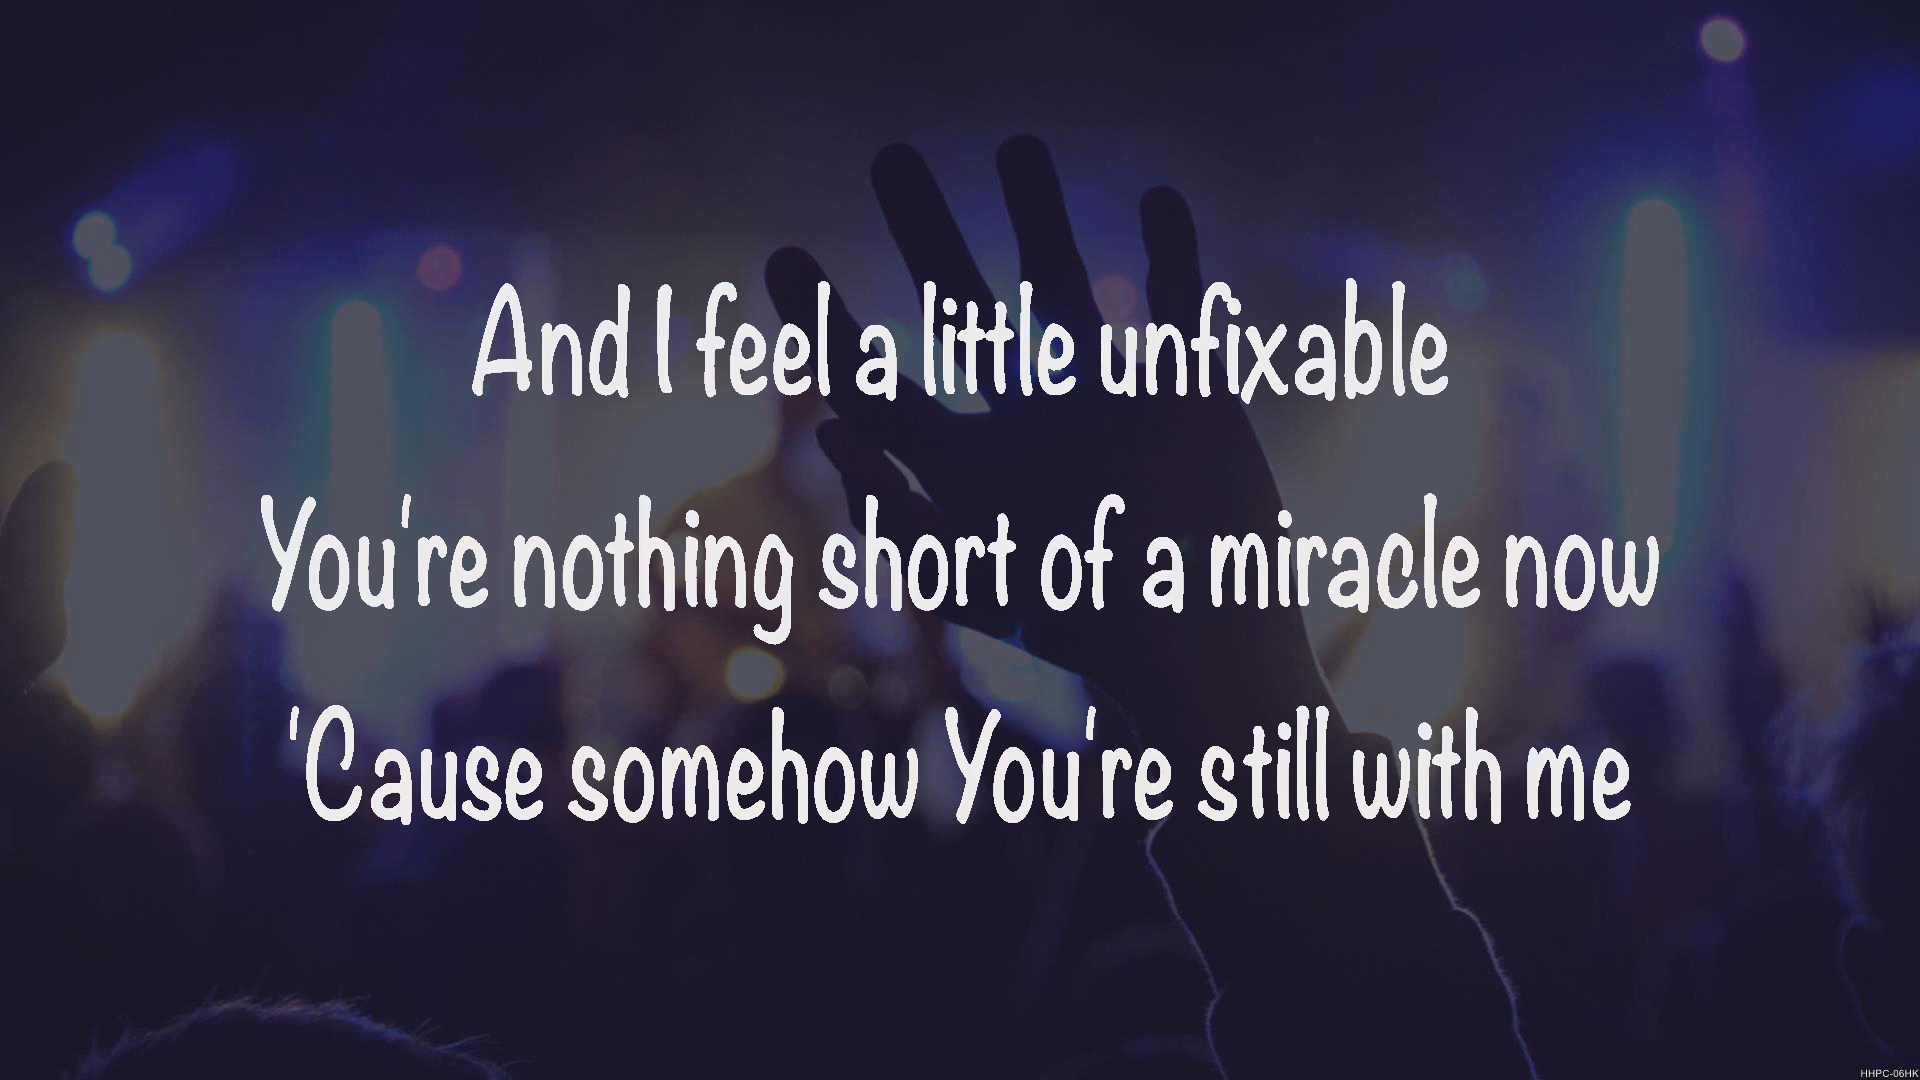 And I feel a little unfixable
You're nothing short of a miracle now
'Cause somehow You're still with me
HHPC-06HK